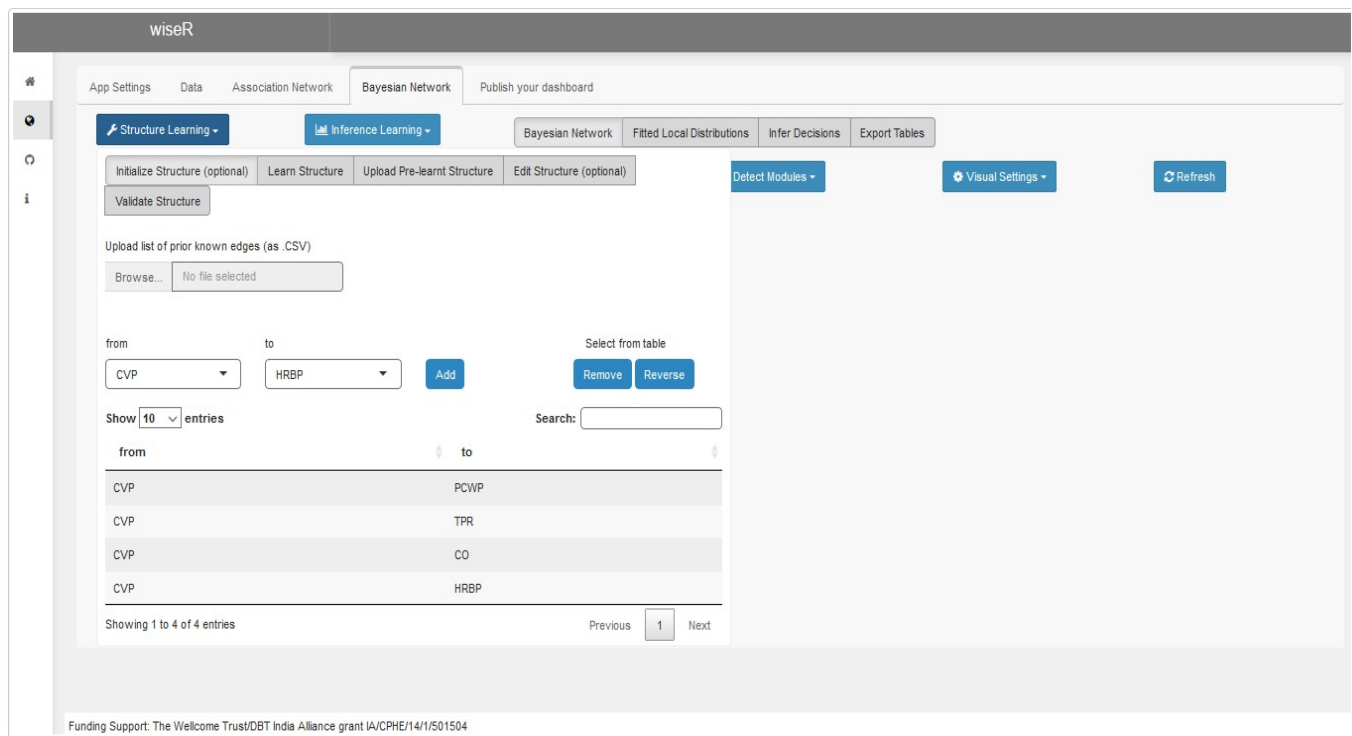 wiseR
App Settings Data Association Network Bayesian Network Publish your dashboard
Structure Learning Inference Learning Bayesian Network Fitted Local Distributions Infer Decisions Export Tables
Initialize Structure (optional) Learn Structure Upload Pre-learnt Structure Edit Structure (optional) Detect Modules Visual Settings Refresh
Validate Structure
Upload list of prior known edges (as .CSV)
Browse... No file selected
from to Select from table
CVP HRBP Add Remove Reverse
Show 10 entries Search:
from to
CVP PCWP
CVP TPR
CVP CO
CVP HRBP
Showing 1 to 4 of 4 entries Previous 1 Next
Funding Support: The Wellcome Trust/DBT India Alliance grant IA/CPHE/14/1/501504